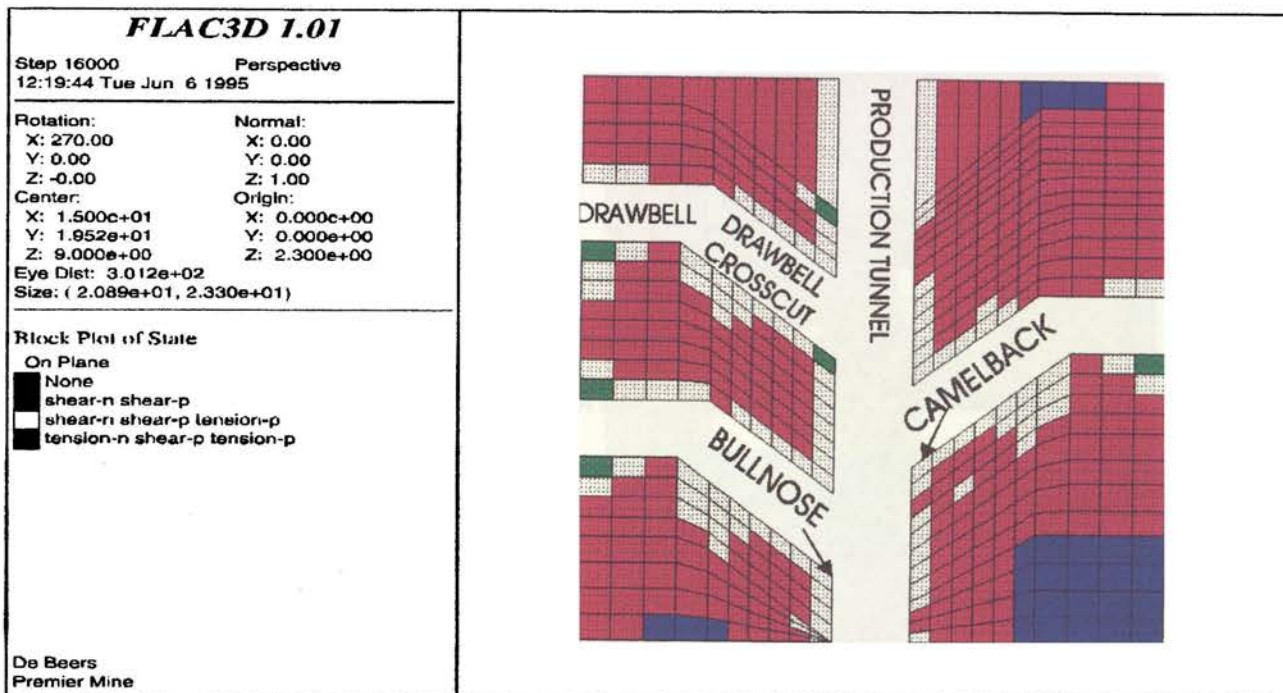 FLAC3D 1.01
Step 16000 Perspective
12:19:44 Tue Jun 6 1995
Rotation: Normal:
X: 270.00 X: 0.00
Y: 0.00 Y: 0.00
Z: -0.00 Z: 1.00
Center: Origin:
X: 1.500e+01 X: 0.000e+00
Y: 1.952e+01 Y: 0.000e+00
Z: 9.000e+00 Z: 2.300e+00
Eye Dist: 3.012e+02
Size: ( 2.089e+01, 2.330e+01)
Block Plot of State
On Plane
None
shear-n shear-p
shear-n shear-p tension-p
tension-n shear-p tension-p
De Beers
Premier Mine
PRODUCTION TUNNEL
DRAWBELL
DRAWBELL
CROSSCUT
CAMELBACK
BULLNOSE